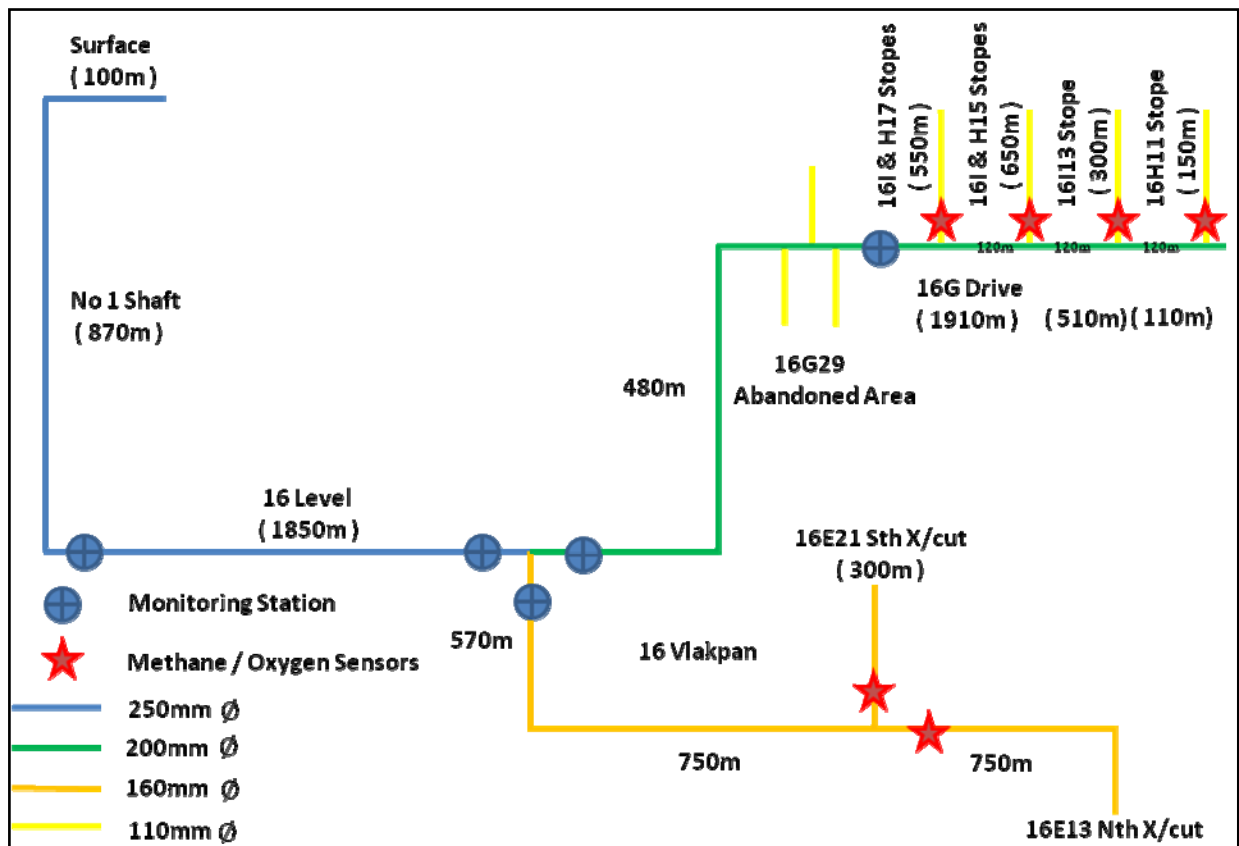 Surface
( 100m )
No 1 Shaft
( 870m )
16 Level
( 1850m )
480m
16G29
Abandoned Area
16I & H17 Stopes
( 550m )
16I & H15 Stopes
( 650m )
16I13 Stope
( 300m )
16H11 Stope
( 150m )
120m
120m
120m
16G Drive
( 1910m )
( 510m)
( 110m)
16E21 Sth X/cut
( 300m )
570m
16 Vlakpan
750m
750m
16E13 Nth X/cut
Monitoring Station
Methane / Oxygen Sensors
250mm Ø
200mm Ø
160mm Ø
110mm Ø